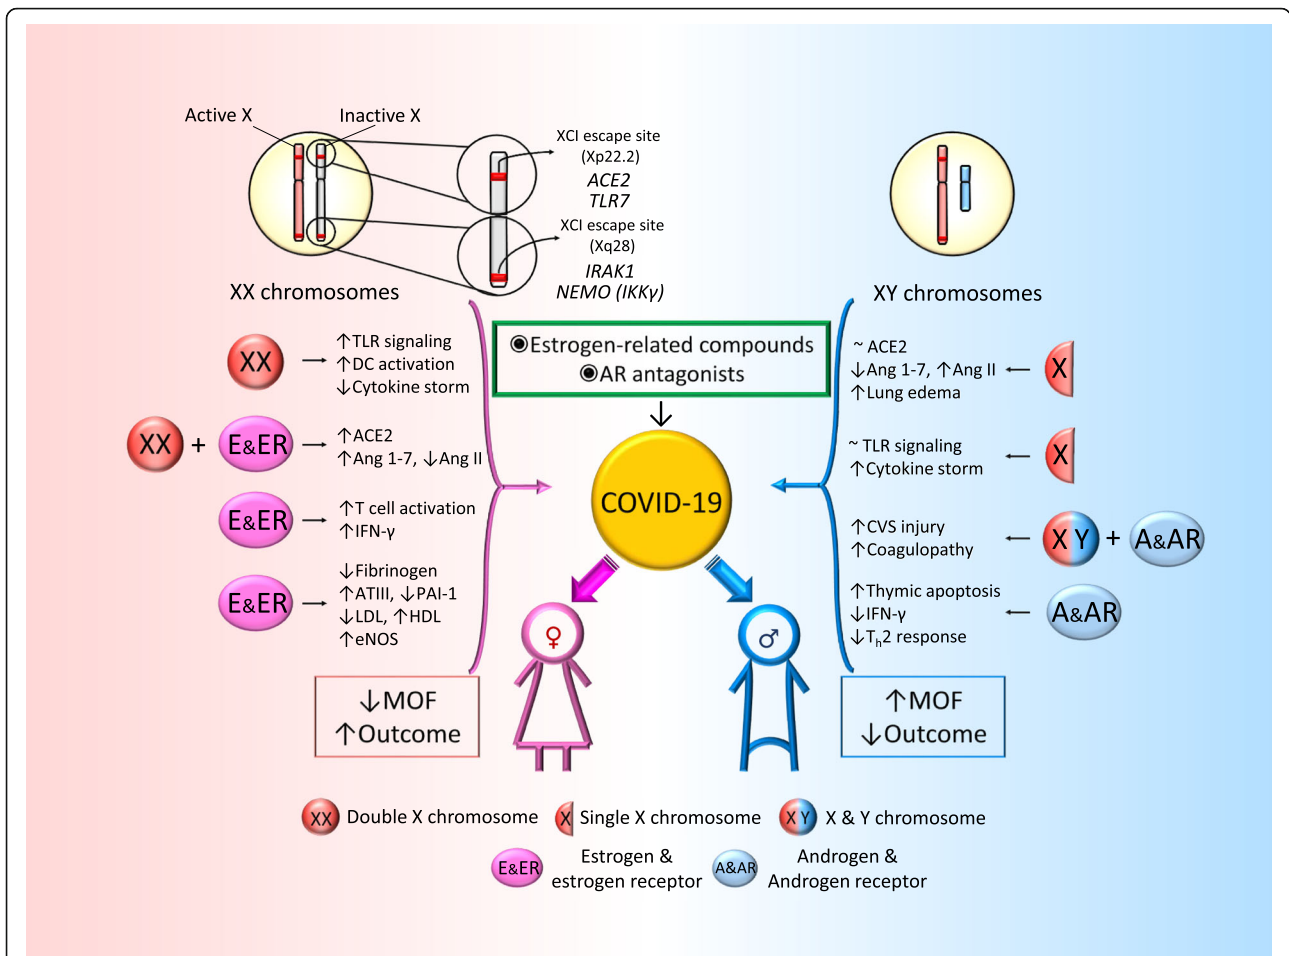 Active X
Inactive X
XCI escape site
(Xp22.2)
ACE2
TLR7
XCI escape site
(Xq28)
IRAK1
NEMO (IKKγ)
XX chromosomes
XY chromosomes
XX
↑TLR signaling
↑DC activation
↓Cytokine storm
XX + E&ER
↑ACE2
↑Ang 1-7, ↓Ang II
E&ER
↑T cell activation
↑IFN-γ
E&ER
↓Fibrinogen
↑ATIII, ↓PAI-1
↓LDL, ↑HDL
↑eNOS
↓MOF
↑Outcome
◉Estrogen-related compounds
◉AR antagonists
↓
COVID-19
♀
♂
~ ACE2
↓Ang 1-7, ↑Ang II
↑Lung edema
X
~ TLR signaling
↑Cytokine storm
X
↑CVS injury
↑Coagulopathy
X Y + A&AR
↑Thymic apoptosis
↓IFN-γ
↓Th2 response
A&AR
↑MOF
↓Outcome
XX Double X chromosome
X Single X chromosome
X Y X & Y chromosome
E&ER Estrogen &
estrogen receptor
A&AR Androgen &
Androgen receptor